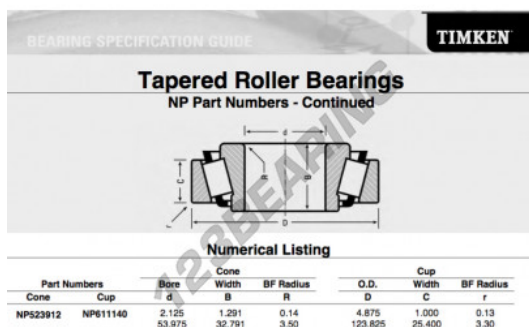 BEARING SPECIFICATION GUIDE
TIMKEN
Tapered Roller Bearings
NP Part Numbers - Continued
d
C R B
r D
123BEARING
Numerical Listing
Cone Cup
Part Numbers Bore Width BF Radius O.D. Width BF Radius
Cone Cup d B R D C r
NP523912 NP611140 2.125 1.291 0.14 4.875 1.000 0.13
53.975 32.791 3.50 123.825 25.400 3.30